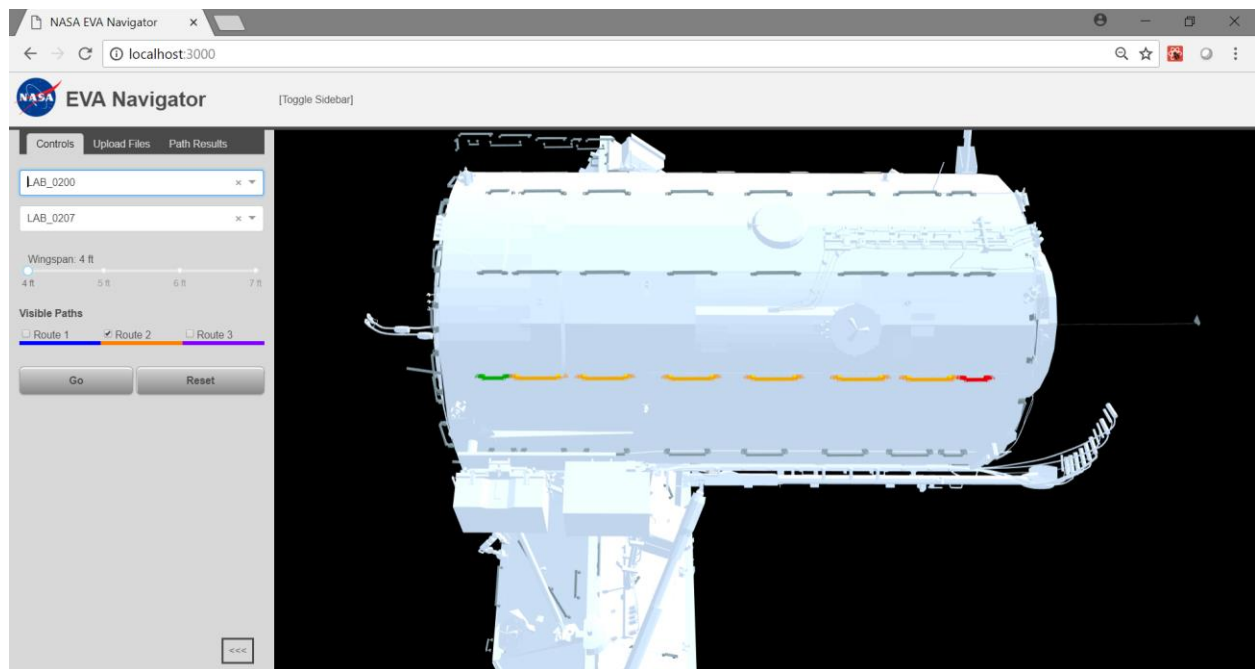 NASA EVA Navigator
localhost:3000
NASA EVA Navigator [Toggle Sidebar]
Controls Upload Files Path Results
LAB_0200
LAB_0207
Wingspan: 4 ft
4 ft 5 ft 6 ft 7 ft
Visible Paths
Route 1 Route 2 Route 3
Go Reset
<<<